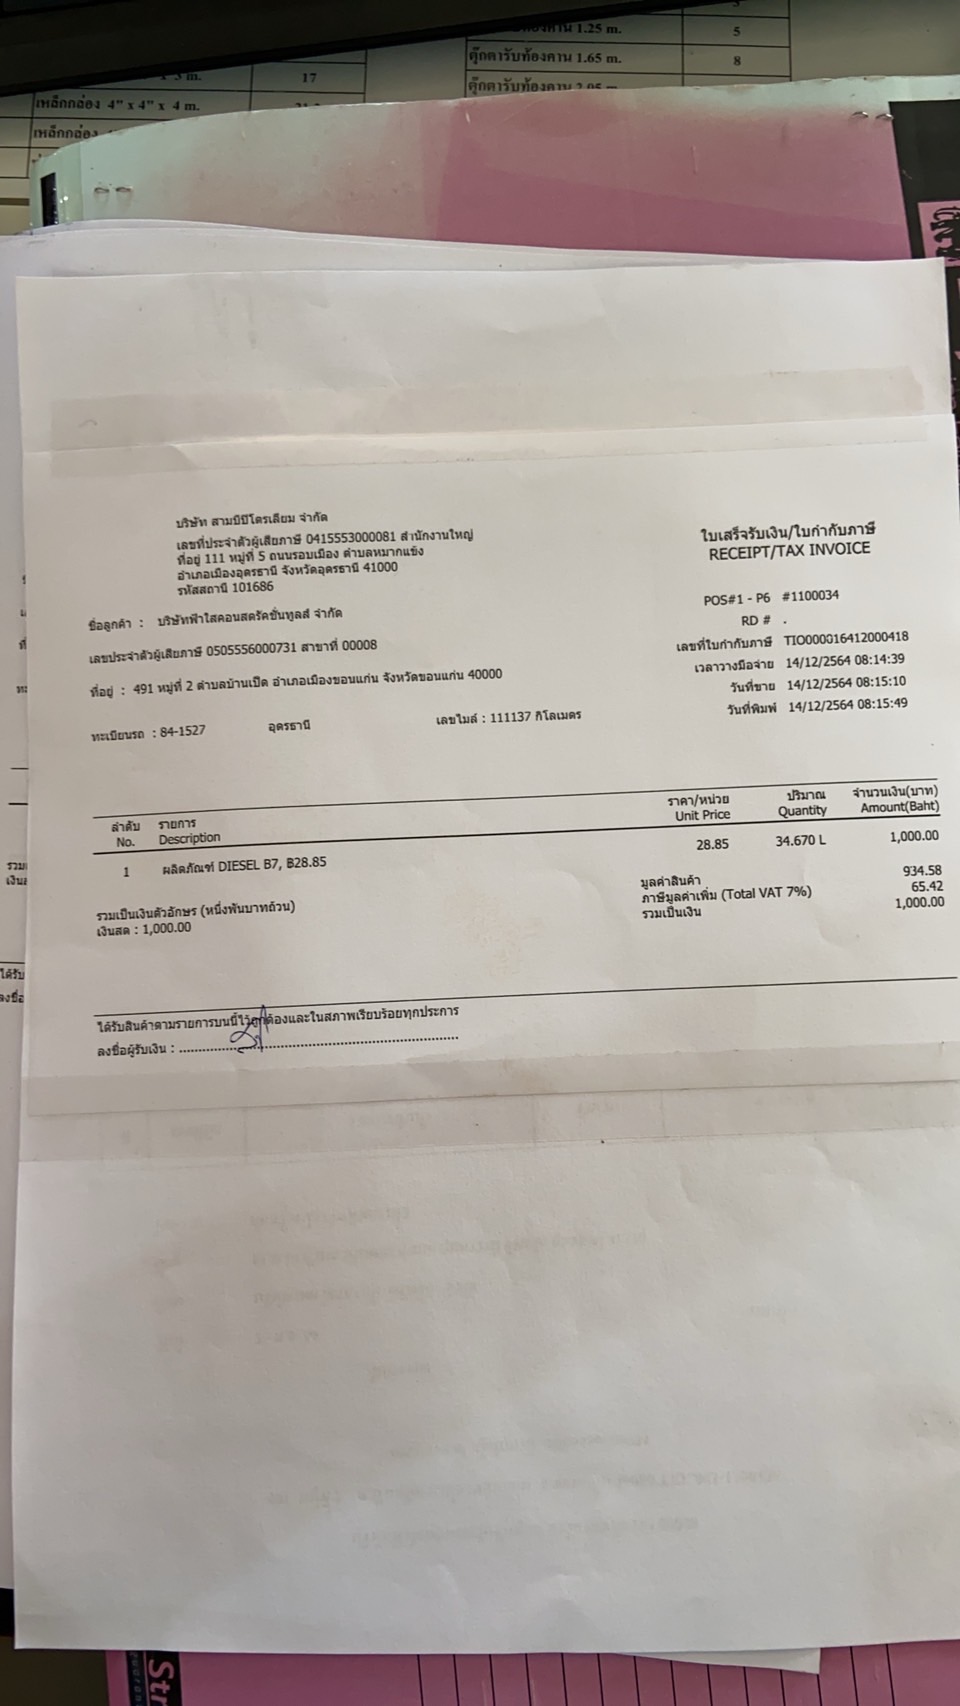 คาน 1.25 m. 5
ตุ๊กตารับท้องคาน 1.65 m. 8
ตุ๊กตารับท้องคาน
m. 17
เหล็กกล่อง 4" x 4" x 4 m.
เหล็กกล่อง
บริษัท สามบีปิโตรเลียม จำกัด
เลขที่ประจำตัวผู้เสียภาษี 0415553000081 สำนักงานใหญ่
ที่อยู่ 111 หมู่ที่ 5 ถนนรอบเมือง ตำบลหมากแข้ง
อำเภอเมืองอุดรธานี จังหวัดอุดรธานี 41000
รหัสสถานี 101686
ใบเสร็จรับเงิน/ใบกำกับภาษี
RECEIPT/TAX INVOICE
ชื่อลูกค้า : บริษัทฟ้าใสคอนสตรัคชั่นทูลส์ จำกัด
เลขประจำตัวผู้เสียภาษี 0505556000731 สาขาที่ 00008
ที่อยู่ : 491 หมู่ที่ 2 ตำบลบ้านเป็ด อำเภอเมืองขอนแก่น จังหวัดขอนแก่น 40000
ทะเบียนรถ : 84-1527 อุดรธานี เลขไมล์ : 111137 กิโลเมตร
POS#1 - P6 #1100034
RD # .
เลขที่ใบกำกับภาษี TIO000016412000418
เวลาวางมือจ่าย 14/12/2564 08:14:39
วันที่ขาย 14/12/2564 08:15:10
วันที่พิมพ์ 14/12/2564 08:15:49
ลำดับ รายการ ราคา/หน่วย ปริมาณ จำนวนเงิน(บาท)
No. Description Unit Price Quantity Amount(Baht)
1 ผลิตภัณฑ์ DIESEL B7, ฿28.85 28.85 34.670 L 1,000.00
มูลค่าสินค้า 934.58
ภาษีมูลค่าเพิ่ม (Total VAT 7%) 65.42
รวมเป็นเงิน 1,000.00
รวมเป็นเงินตัวอักษร (หนึ่งพันบาทถ้วน)
เงินสด : 1,000.00
ได้รับสินค้าตามรายการบนนี้ไว้ถูกต้องและในสภาพเรียบร้อยทุกประการ
ลงชื่อผู้รับเงิน :
ได้รับ
ลงชื่อ
Str